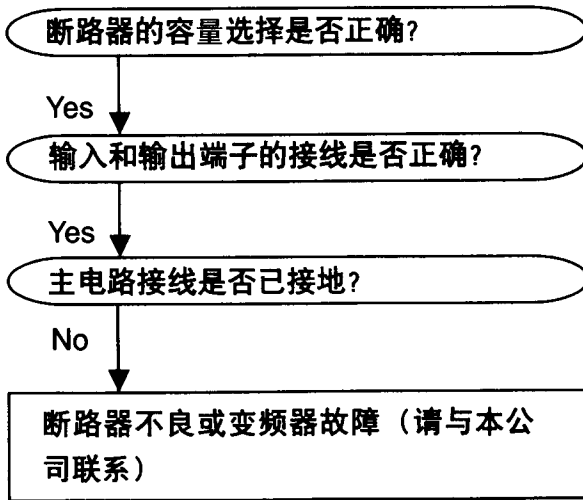 断路器的容量选择是否正确？
Yes
输入和输出端子的接线是否正确？
Yes
主电路接线是否已接地？
No
断路器不良或变频器故障（请与本公
司联系）